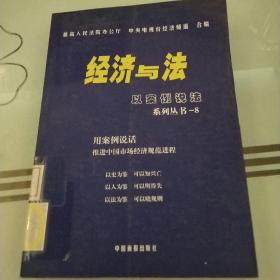 最高人民法院办公厅 中央电视台经济频道 合编
经济与法
以案例说法
系列丛书-8
用案例说话
推进中国市场经济规范进程
以史为鉴 可以知兴亡
以人为鉴 可以明得失
以法为鉴 可以晓规则
中国画报出版社